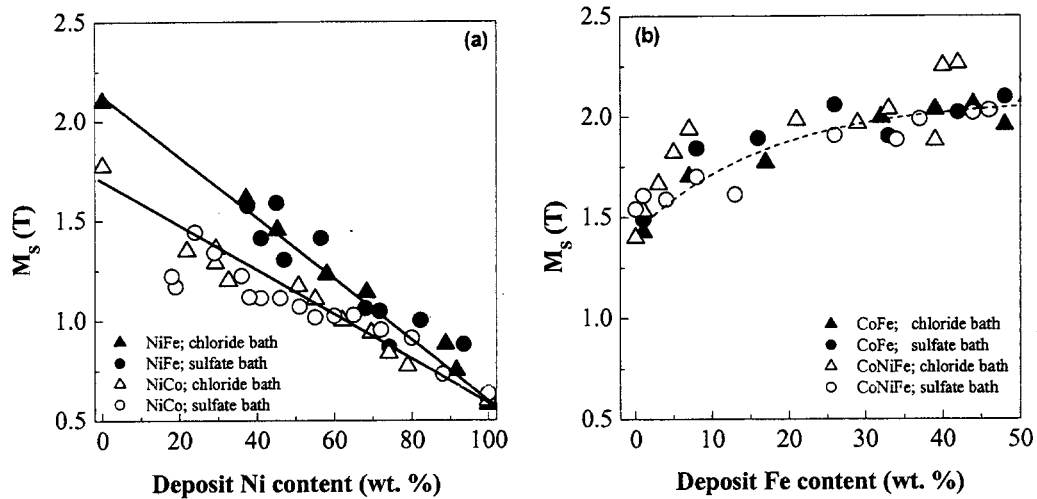 (a)
2.5
2.0
1.5
1.0
0.5
M_s (T)
▲ NiFe; chloride bath
● NiFe; sulfate bath
△ NiCo; chloride bath
○ NiCo; sulfate bath
0 20 40 60 80 100
Deposit Ni content (wt. %)
(b)
2.5
2.0
1.5
1.0
0.5
M_s (T)
▲ CoFe; chloride bath
● CoFe; sulfate bath
△ CoNiFe; chloride bath
○ CoNiFe; sulfate bath
0 10 20 30 40 50
Deposit Fe content (wt. %)